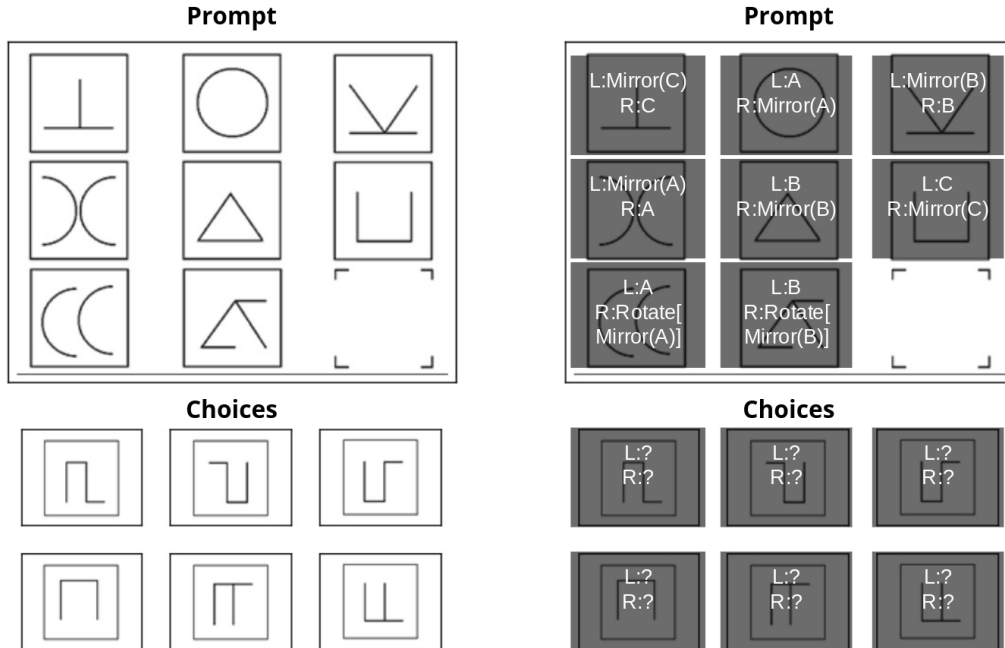 Prompt
Prompt
L:Mirror(C)
R:C
L:A
R:Mirror(A)
L:Mirror(B)
R:B
L:Mirror(A)
R:A
L:B
R:Mirror(B)
L:C
R:Mirror(C)
L:A
R:Rotate[
Mirror(A)]
L:B
R:Rotate[
Mirror(B)]
Choices
Choices
L:?
R:?
L:?
R:?
L:?
R:?
L:?
R:?
L:?
R:?
L:?
R:?